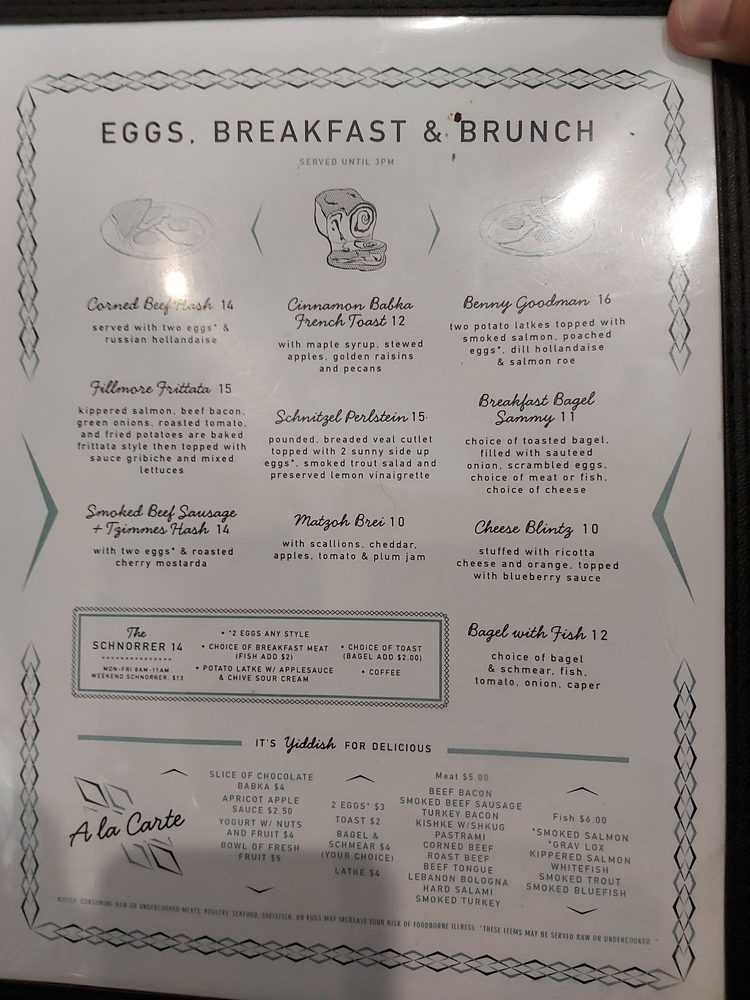 EGGS, BREAKFAST & BRUNCH
SERVED UNTIL 3PM
Corned Beef Hash 14
served with two eggs* &
russian hollandaise
Fillmore Frittata 15
kippered salmon, beef bacon,
green onions, roasted tomato,
and fried potatoes are baked
frittata style then topped with
sauce gribiche and mixed
lettuces
Smoked Beef Sausage
+ Tzimmes Hash 14
with two eggs* & roasted
cherry mostarda
Cinnamon Babka
French Toast 12
with maple syrup, stewed
apples, golden raisins
and pecans
Schnitzel Perlstein 15
pounded, breaded veal cutlet
topped with 2 sunny side up
eggs*, smoked trout salad and
preserved lemon vinaigrette
Matzoh Brei 10
with scallions, cheddar,
apples, tomato & plum jam
Benny Goodman 16
two potato latkes topped with
smoked salmon, poached
eggs*, dill hollandaise
& salmon roe
Breakfast Bagel
Sammy 11
choice of toasted bagel,
filled with sauteed
onion, scrambled eggs,
choice of meat or fish,
choice of cheese
Cheese Blintz 10
stuffed with ricotta
cheese and orange, topped
with blueberry sauce
Bagel with Fish 12
choice of bagel
& schmear, fish,
tomato, onion, caper
The
SCHNORRER 14
MON-FRI 8AM-11AM
WEEKEND SCHNORRER: $13
• *2 EGGS ANY STYLE
• CHOICE OF BREAKFAST MEAT
(FISH ADD $2)
• POTATO LATKE W/ APPLESAUCE
& CHIVE SOUR CREAM
• CHOICE OF TOAST
(BAGEL ADD $2.00)
• COFFEE
IT'S Yiddish FOR DELICIOUS
A la Carte
SLICE OF CHOCOLATE
BABKA $4
APRICOT APPLE
SAUCE $2.50
YOGURT W/ NUTS
AND FRUIT $4
BOWL OF FRESH
FRUIT $5
2 EGGS* $3
TOAST $2
BAGEL &
SCHMEAR $4
(YOUR CHOICE)
LATKE $4
Meat $5.00
BEEF BACON
SMOKED BEEF SAUSAGE
TURKEY BACON
KISHKE W/SHKUG
PASTRAMI
CORNED BEEF
ROAST BEEF
BEEF TONGUE
LEBANON BOLOGNA
HARD SALAMI
SMOKED TURKEY
Fish $6.00
*SMOKED SALMON
*GRAV LOX
KIPPERED SALMON
WHITEFISH
SMOKED TROUT
SMOKED BLUEFISH
NOTICE: CONSUMING RAW OR UNDERCOOKED MEATS, POULTRY, SEAFOOD, SHELLFISH, OR EGGS MAY INCREASE YOUR RISK OF FOODBORNE ILLNESS. *THESE ITEMS MAY BE SERVED RAW OR UNDERCOOKED